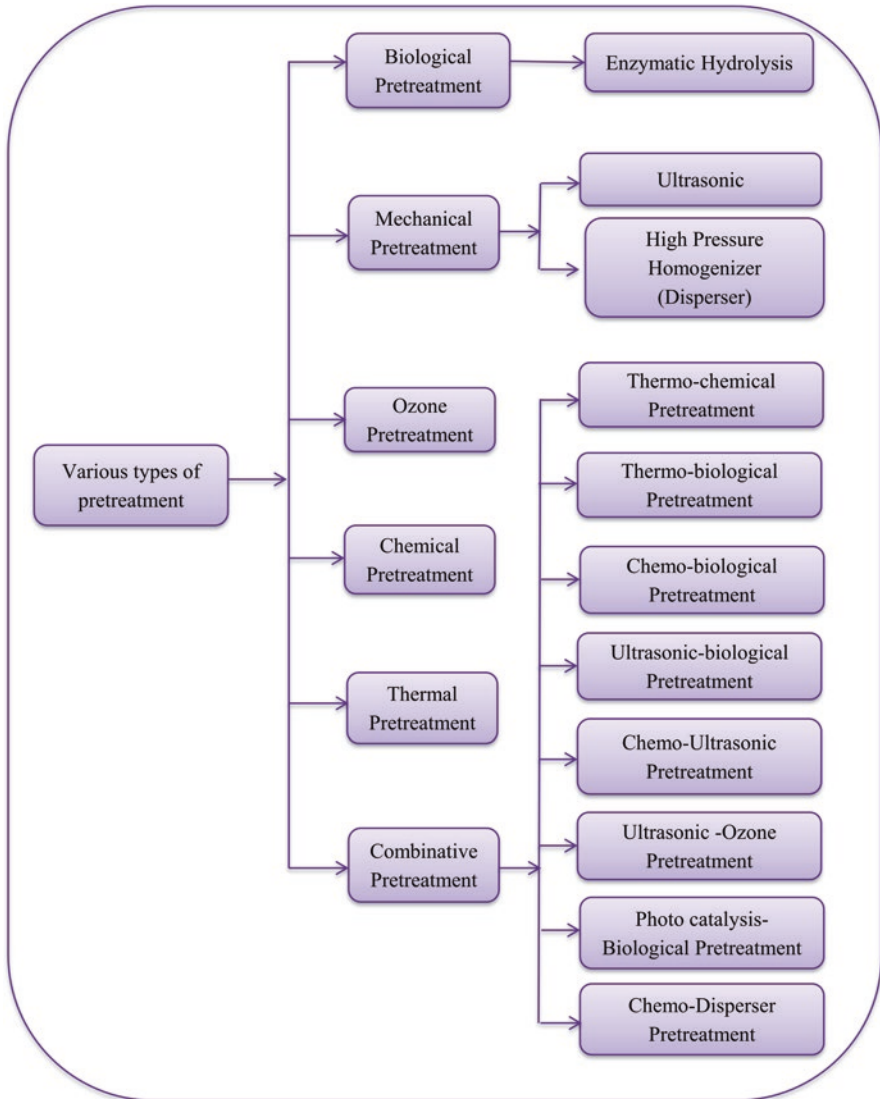 Various types of
pretreatment
Biological
Pretreatment
Enzymatic Hydrolysis
Mechanical
Pretreatment
Ultrasonic
High Pressure
Homogenizer
(Disperser)
Ozone
Pretreatment
Chemical
Pretreatment
Thermal
Pretreatment
Combinative
Pretreatment
Thermo-chemical
Pretreatment
Thermo-biological
Pretreatment
Chemo-biological
Pretreatment
Ultrasonic-biological
Pretreatment
Chemo-Ultrasonic
Pretreatment
Ultrasonic -Ozone
Pretreatment
Photo catalysis-
Biological Pretreatment
Chemo-Disperser
Pretreatment